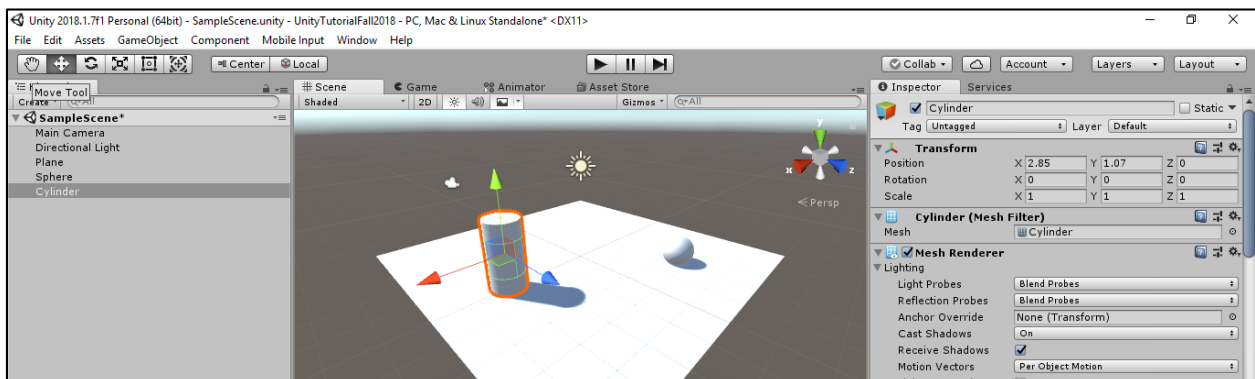 Unity 2018.1.7f1 Personal (64bit) - SampleScene.unity - UnityTutorialFall2018 - PC, Mac & Linux Standalone* <DX11>
File Edit Assets GameObject Component Mobile Input Window Help
Center Local Collab Account Layers Layout
Move Tool
Create
SampleScene*
Main Camera
Directional Light
Plane
Sphere
Cylinder
Scene Game Animator Asset Store
Shaded 2D Gizmos All
y
x z
Persp
Inspector Services
Cylinder Static
Tag Untagged Layer Default
Transform
Position X 2.85 Y 1.07 Z 0
Rotation X 0 Y 0 Z 0
Scale X 1 Y 1 Z 1
Cylinder (Mesh Filter)
Mesh Cylinder
Mesh Renderer
Lighting
Light Probes Blend Probes
Reflection Probes Blend Probes
Anchor Override None (Transform)
Cast Shadows On
Receive Shadows
Motion Vectors Per Object Motion